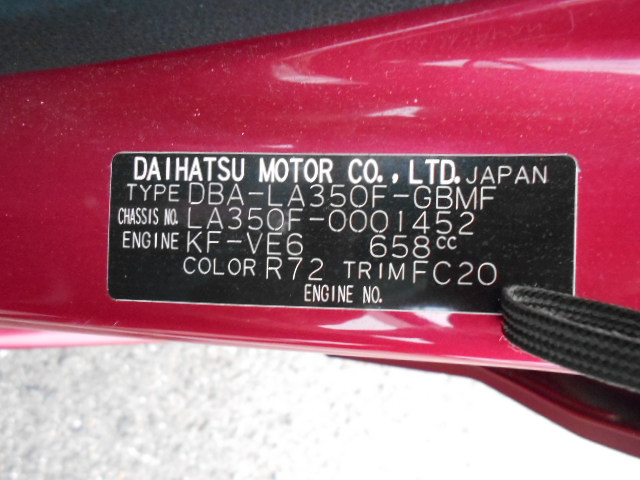 DAIHATSU MOTOR CO., LTD. JAPAN
TYPE DBA-LA350F-GBMF
CHASSIS NO. LA350F-0001452
ENGINE KF-VE6 658cc
COLOR R72 TRIM FC20
ENGINE NO.